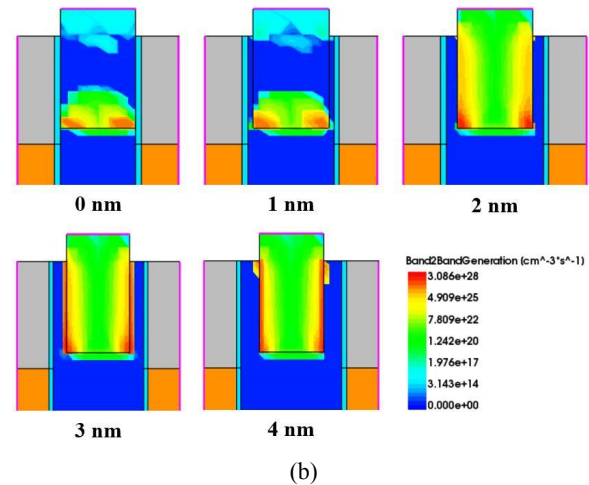 0 nm
1 nm
2 nm
Band2BandGeneration (cm^-3*s^-1)
3.086e+28
4.909e+25
7.809e+22
1.242e+20
1.976e+17
3.143e+14
0.000e+00
3 nm
4 nm
(b)